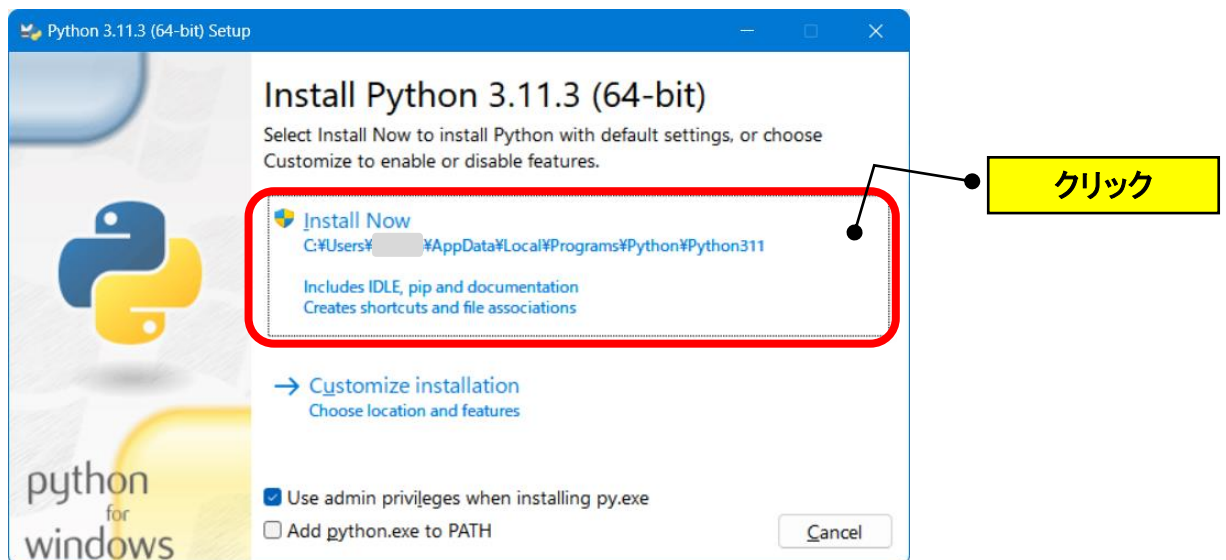 Python 3.11.3 (64-bit) Setup
Install Python 3.11.3 (64-bit)
Select Install Now to install Python with default settings, or choose
Customize to enable or disable features.
クリック
Install Now
C:¥Users¥ ¥AppData¥Local¥Programs¥Python¥Python311
Includes IDLE, pip and documentation
Creates shortcuts and file associations
Customize installation
Choose location and features
python
for
windows
Use admin privileges when installing py.exe
Add python.exe to PATH
Cancel